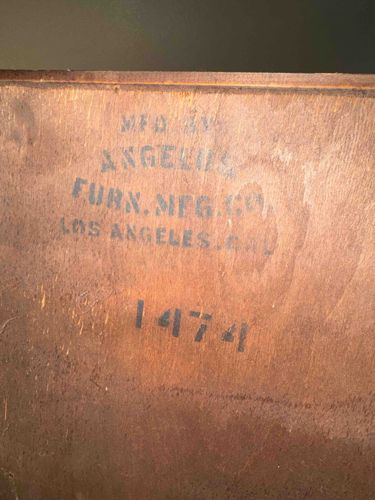 MFD. BY
ANGELUS
FURN. MFG. CO.
LOS ANGELES. CAL
1474